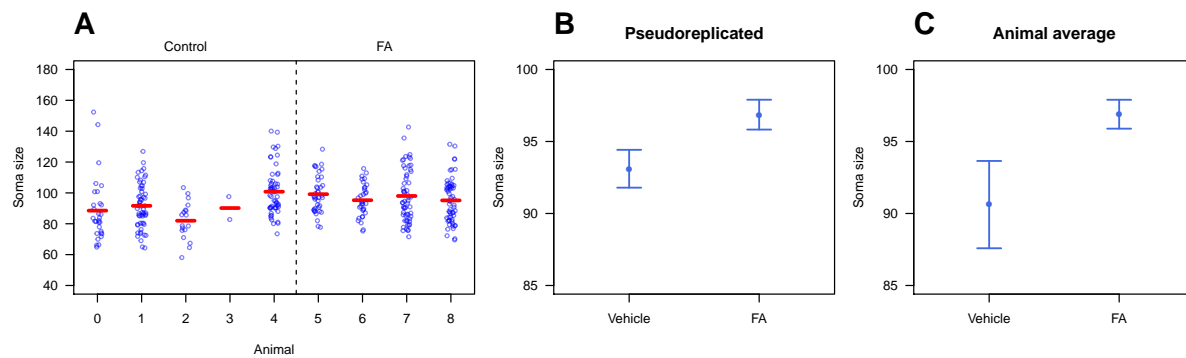 A
Control FA
Soma size
180
160
140
120
100
80
60
40
0 1 2 3 4 5 6 7 8
Animal
B
Pseudoreplicated
Soma size
100
95
90
85
Vehicle FA
C
Animal average
Soma size
100
95
90
85
Vehicle FA